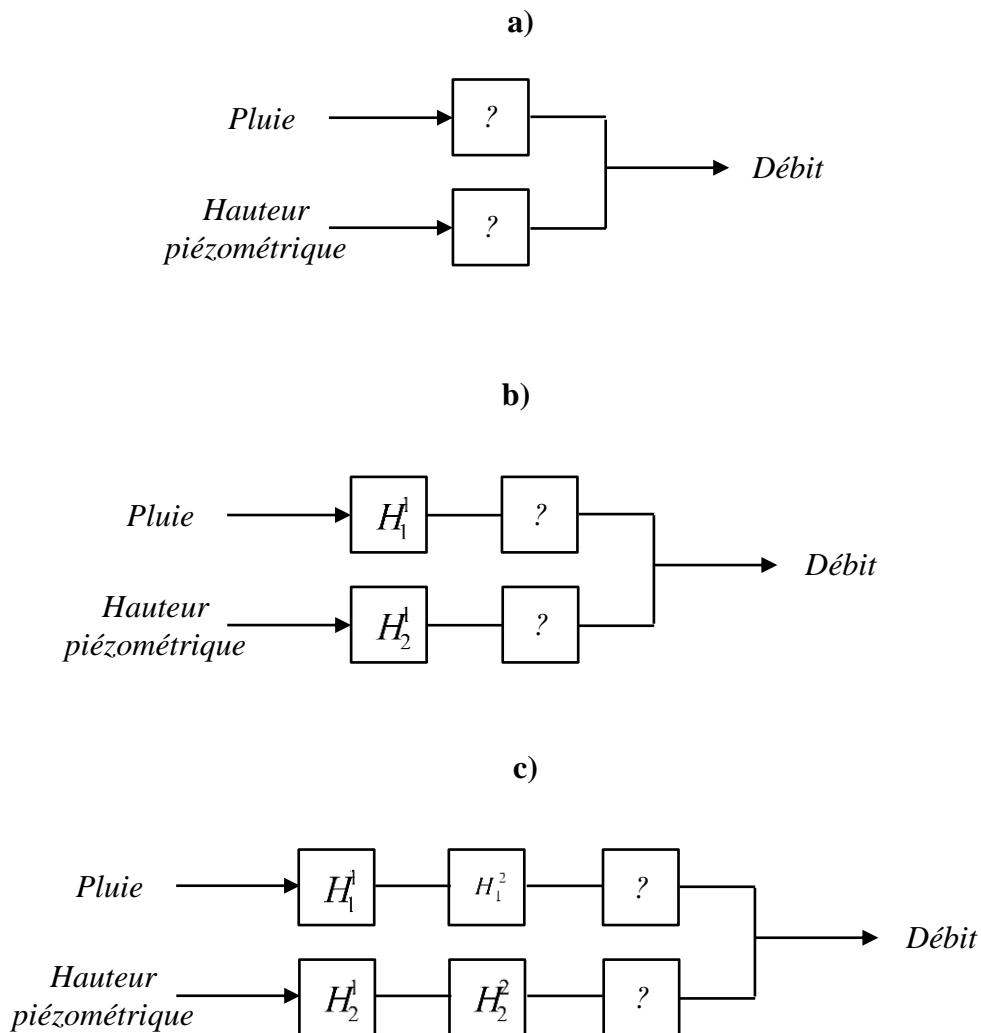 a)
Pluie
?
Débit
Hauteur
piézométrique
?
b)
Pluie
H₁¹
?
Débit
Hauteur
piézométrique
H₂¹
?
c)
Pluie
H₁¹
H₁²
?
Débit
Hauteur
piézométrique
H₂¹
H₂²
?